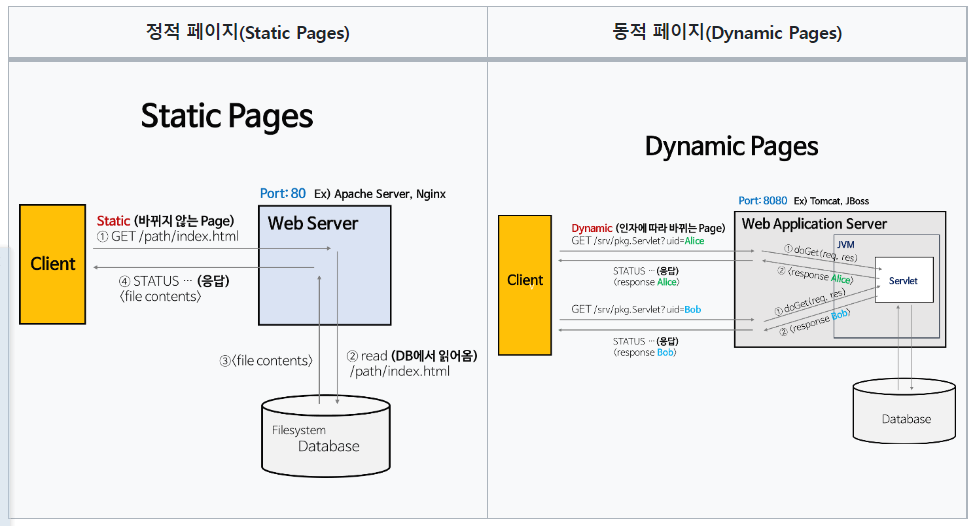 정적 페이지(Static Pages)
Static Pages
Port: 80 Ex) Apache Server, Nginx
Web Server
Static (바뀌지 않는 Page)
① GET /path/index.html
Client
④ STATUS ··· (응답)
〈file contents〉
③〈file contents〉
② read (DB에서 읽어옴)
/path/index.html
Filesystem
Database
동적 페이지(Dynamic Pages)
Dynamic Pages
Port: 8080 Ex) Tomcat, JBoss
Web Application Server
Dynamic (인자에 따라 바뀌는 Page)
GET /srv/pkg.Servlet?uid=Alice
JVM
① doGet(req, res)
Client
STATUS ··· (응답)
〈response Alice〉
② 〈response Alice〉
Servlet
GET /srv/pkg.Servlet?uid=Bob
① doGet(req, res)
② 〈response Bob〉
STATUS ··· (응답)
〈response Bob〉
Database